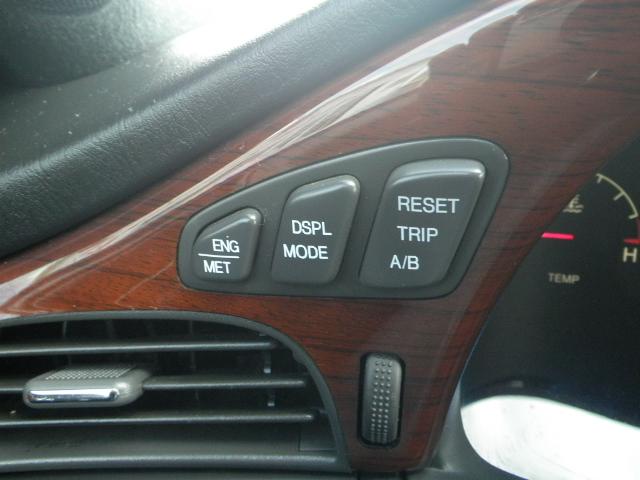 ENG
MET
DSPL
MODE
RESET
TRIP
A/B
TEMP
H